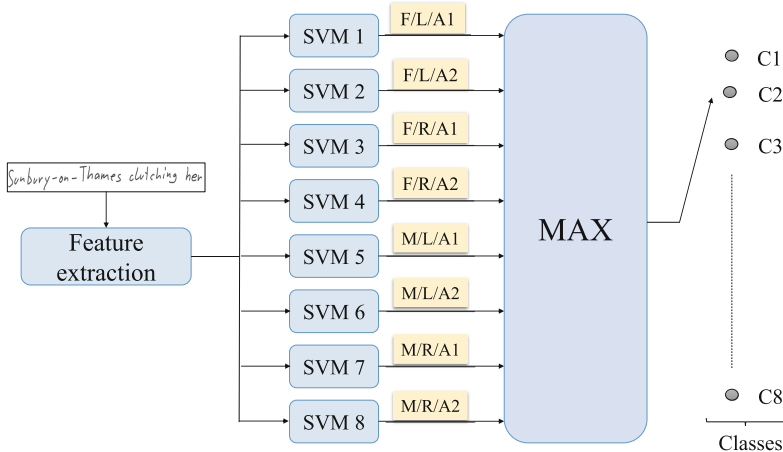 SVM 1
F/L/A1
SVM 2
F/L/A2
SVM 3
F/R/A1
SVM 4
F/R/A2
SVM 5
M/L/A1
SVM 6
M/L/A2
SVM 7
M/R/A1
SVM 8
M/R/A2
Sunbury-on-Thames clutching her
Feature
extraction
MAX
C1
C2
C3
C8
Classes